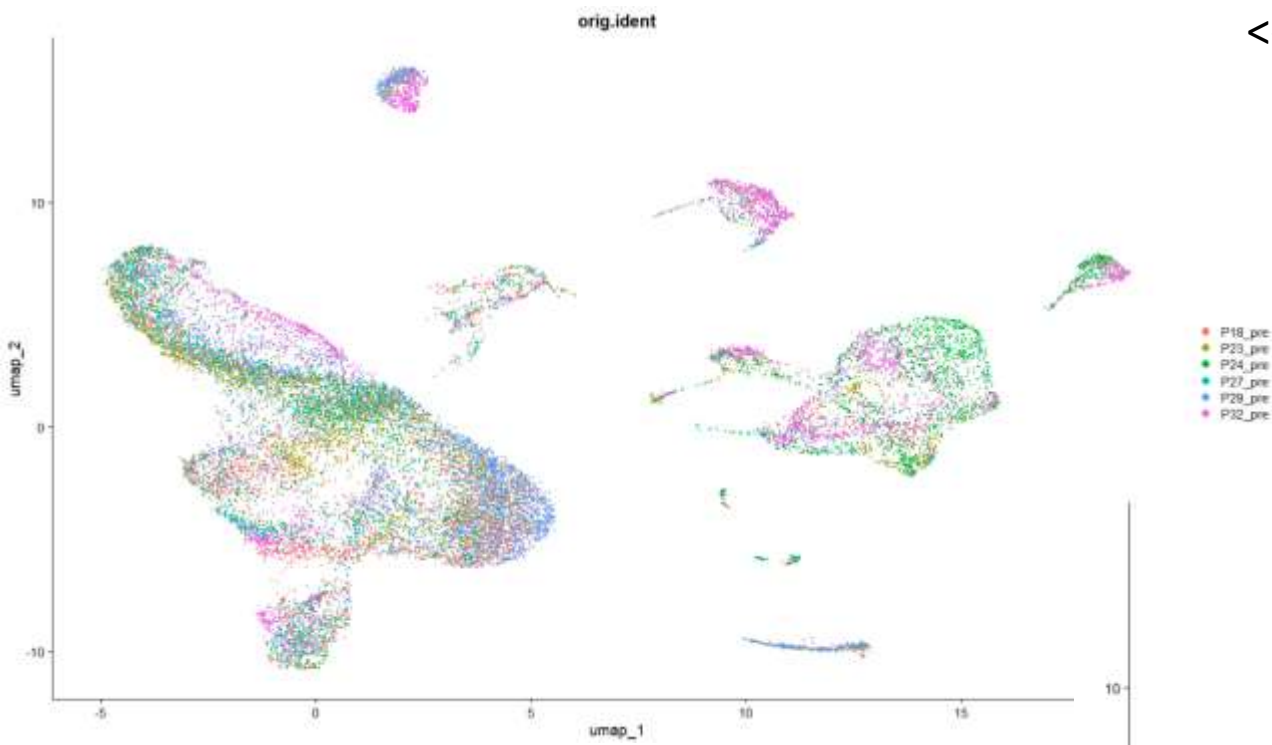 orig.ident
<
10
0
-10
umap_2
-5
0
5
10
15
umap_1
P18_pre
P23_pre
P24_pre
P27_pre
P29_pre
P32_pre
10